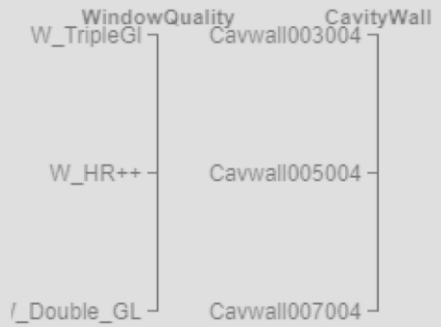 WindowQuality CavityWall
W_TripleGl Cavwall003004
W_HR++ Cavwall005004
/_Double_GL Cavwall007004